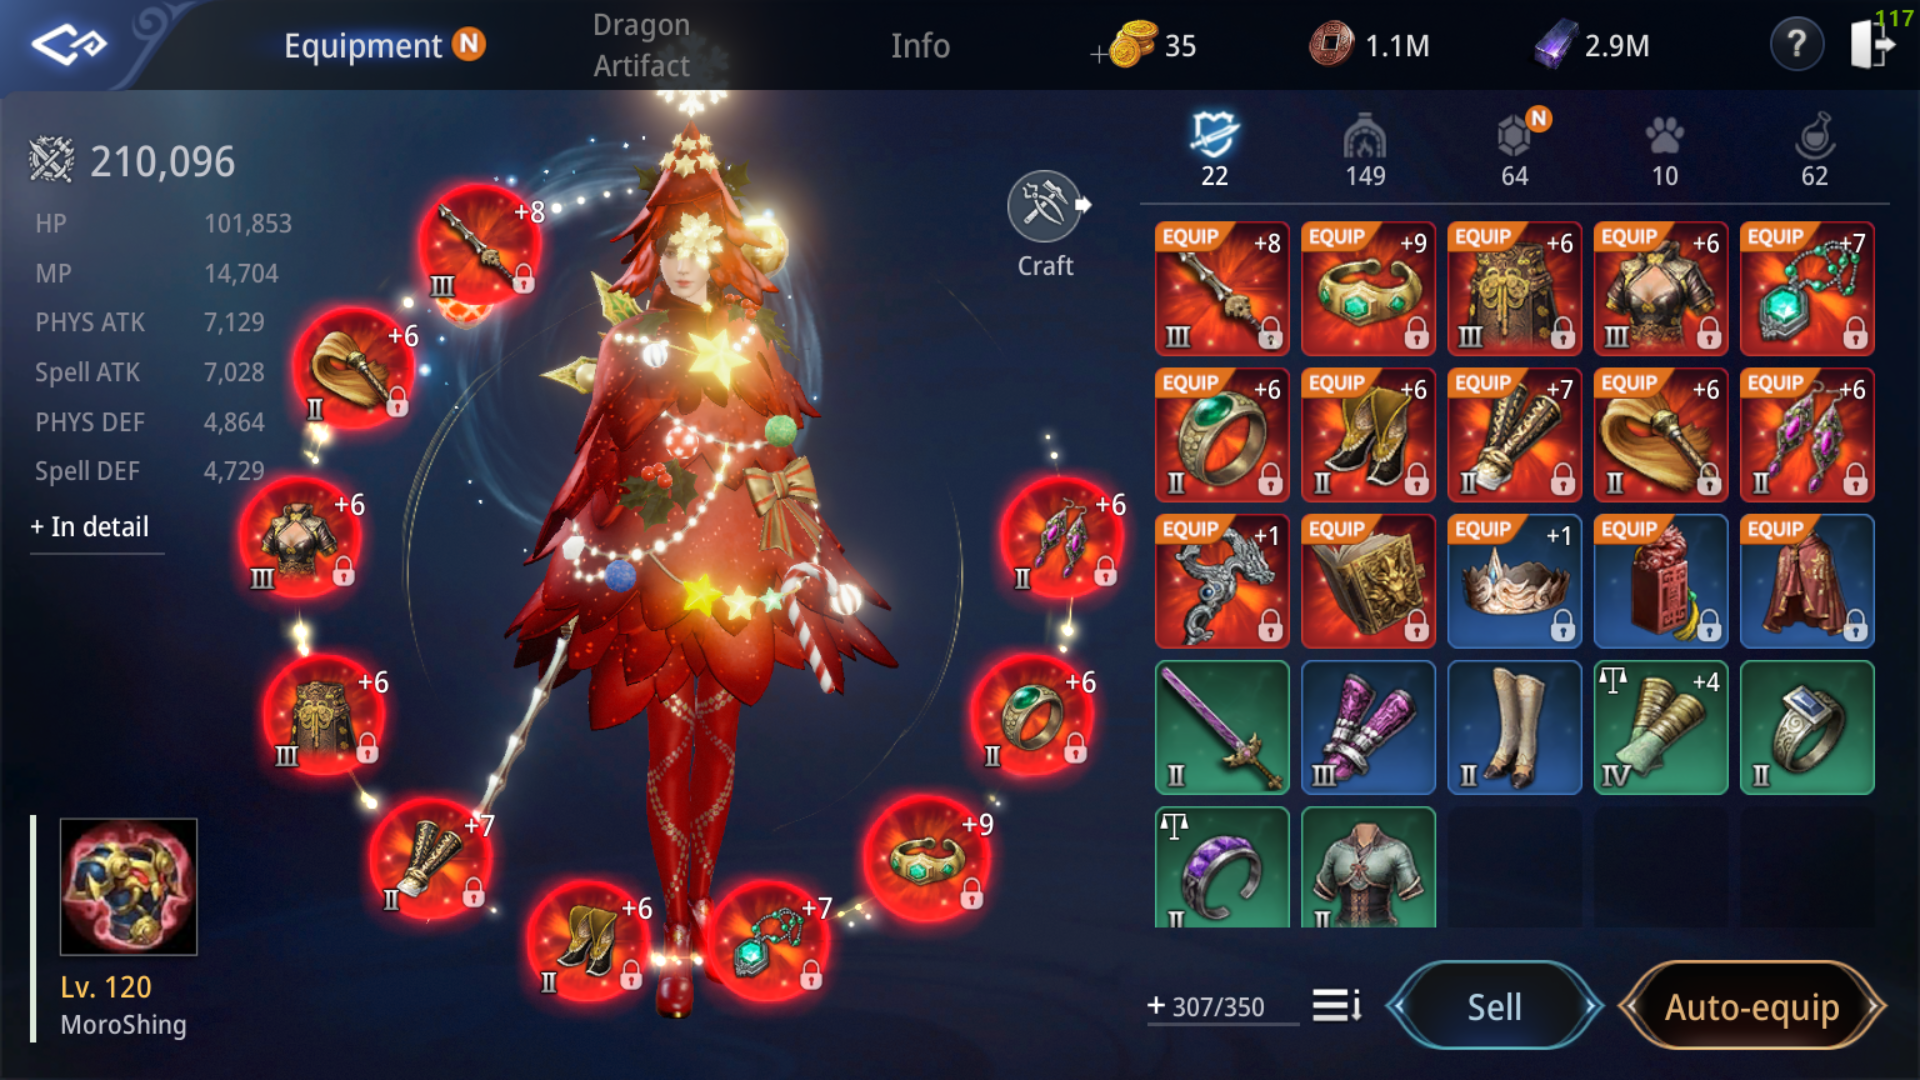 Equipment N
Dragon
Artifact
Info
+ 35
1.1M
2.9M
?
117
210,096
HP 101,853
MP 14,704
PHYS ATK 7,129
Spell ATK 7,028
PHYS DEF 4,864
Spell DEF 4,729
+ In detail
+8
III
+6
II
+6
III
+6
III
+7
II
+6
II
+7
+9
+6
II
+6
II
Craft
N
22
149
64
10
62
EQUIP +8
III
EQUIP +9
EQUIP +6
III
EQUIP +6
III
EQUIP +7
EQUIP +6
II
EQUIP +6
II
EQUIP +7
II
EQUIP +6
II
EQUIP +6
II
EQUIP +1
EQUIP
EQUIP +1
EQUIP
EQUIP
II
III
II
+4
IV
II
II
II
Lv. 120
MoroShing
+ 307/350
Sell
Auto-equip